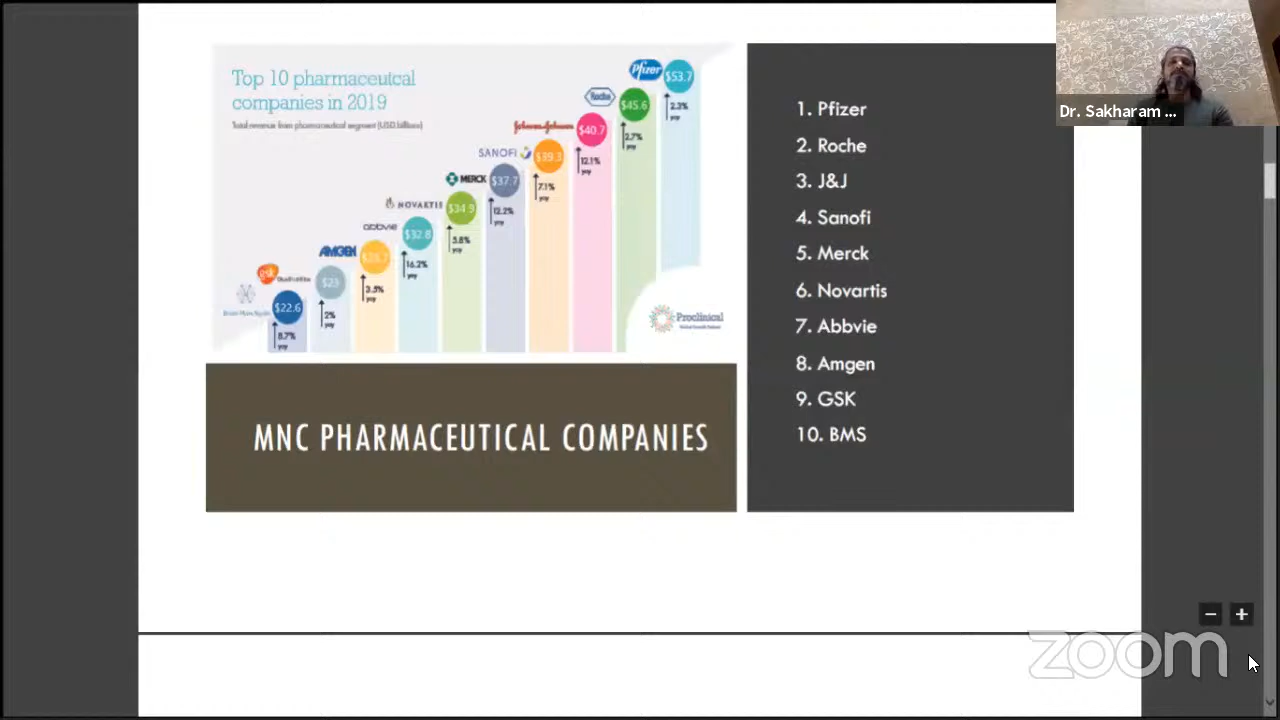 Top 10 pharmaceutical
companies in 2019
Total revenue from pharmaceutical segment (USD billions)
Pfizer
$53.7
2.3%
yoy
Roche
$45.6
2.7%
yoy
Johnson&Johnson
$40.7
12.1%
yoy
SANOFI
$39.3
7.1%
yoy
MERCK
$37.7
12.2%
yoy
NOVARTIS
$34.9
5.8%
yoy
abbvie
$32.8
16.2%
yoy
AMGEN
3.5%
yoy
gsk
$23
2%
yoy
$22.6
8.7%
yoy
Proclinical
MNC PHARMACEUTICAL COMPANIES
1. Pfizer
2. Roche
3. J&J
4. Sanofi
5. Merck
6. Novartis
7. Abbvie
8. Amgen
9. GSK
10. BMS
Dr. Sakharam ...
zoom